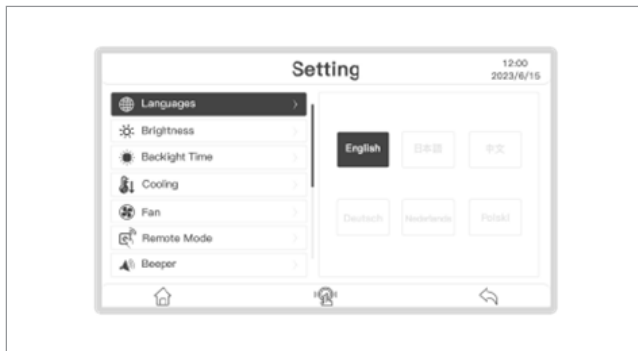 Setting
12:00
2023/6/15
Languages
Brightness
Backlight Time
Cooling
Fan
Remote Mode
Beeper
English 日本語 中文
Deutsch Nederlands Polski